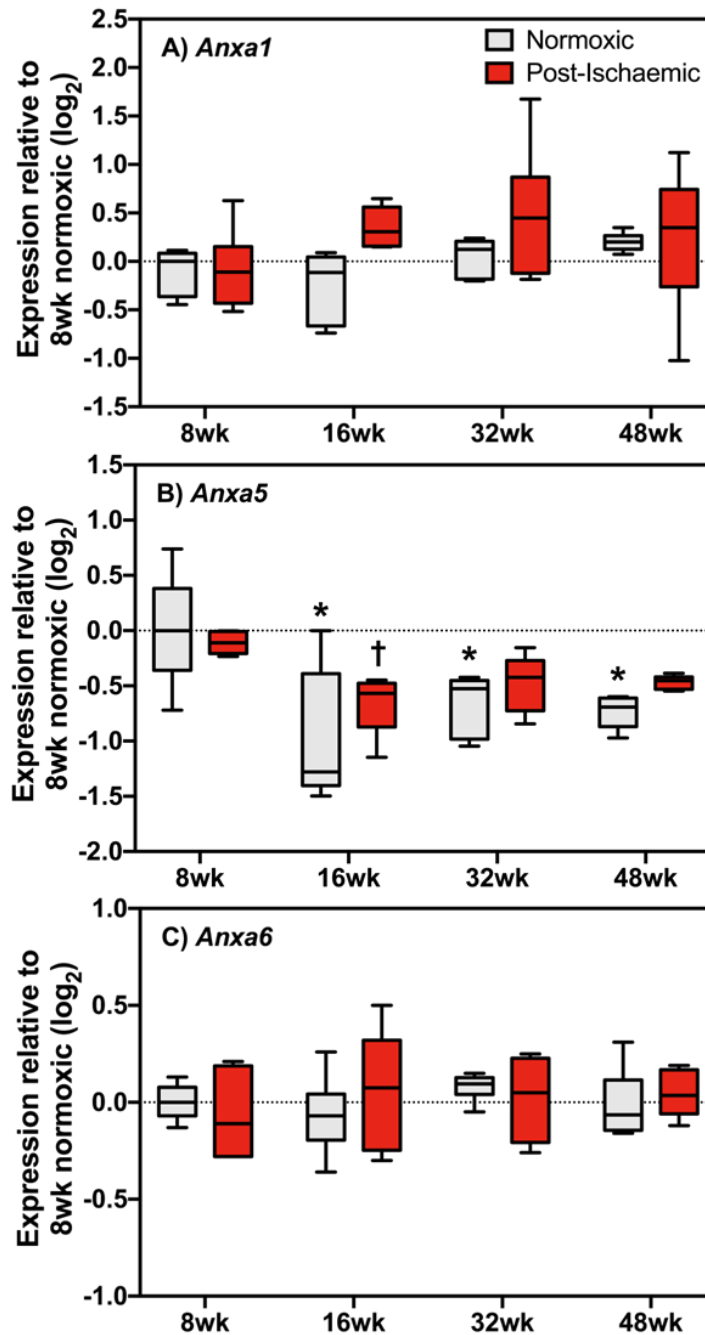 A) Anxa1
Normoxic
Post-Ischaemic
Expression relative to
8wk normoxic (log2)
2.5
2.0
1.5
1.0
0.5
0.0
-0.5
-1.0
-1.5
8wk 16wk 32wk 48wk
B) Anxa5
Expression relative to
8wk normoxic (log2)
1.5
1.0
0.5
0.0
-0.5
-1.0
-1.5
-2.0
* † * *
8wk 16wk 32wk 48wk
C) Anxa6
Expression relative to
8wk normoxic (log2)
1.0
0.5
0.0
-0.5
-1.0
8wk 16wk 32wk 48wk